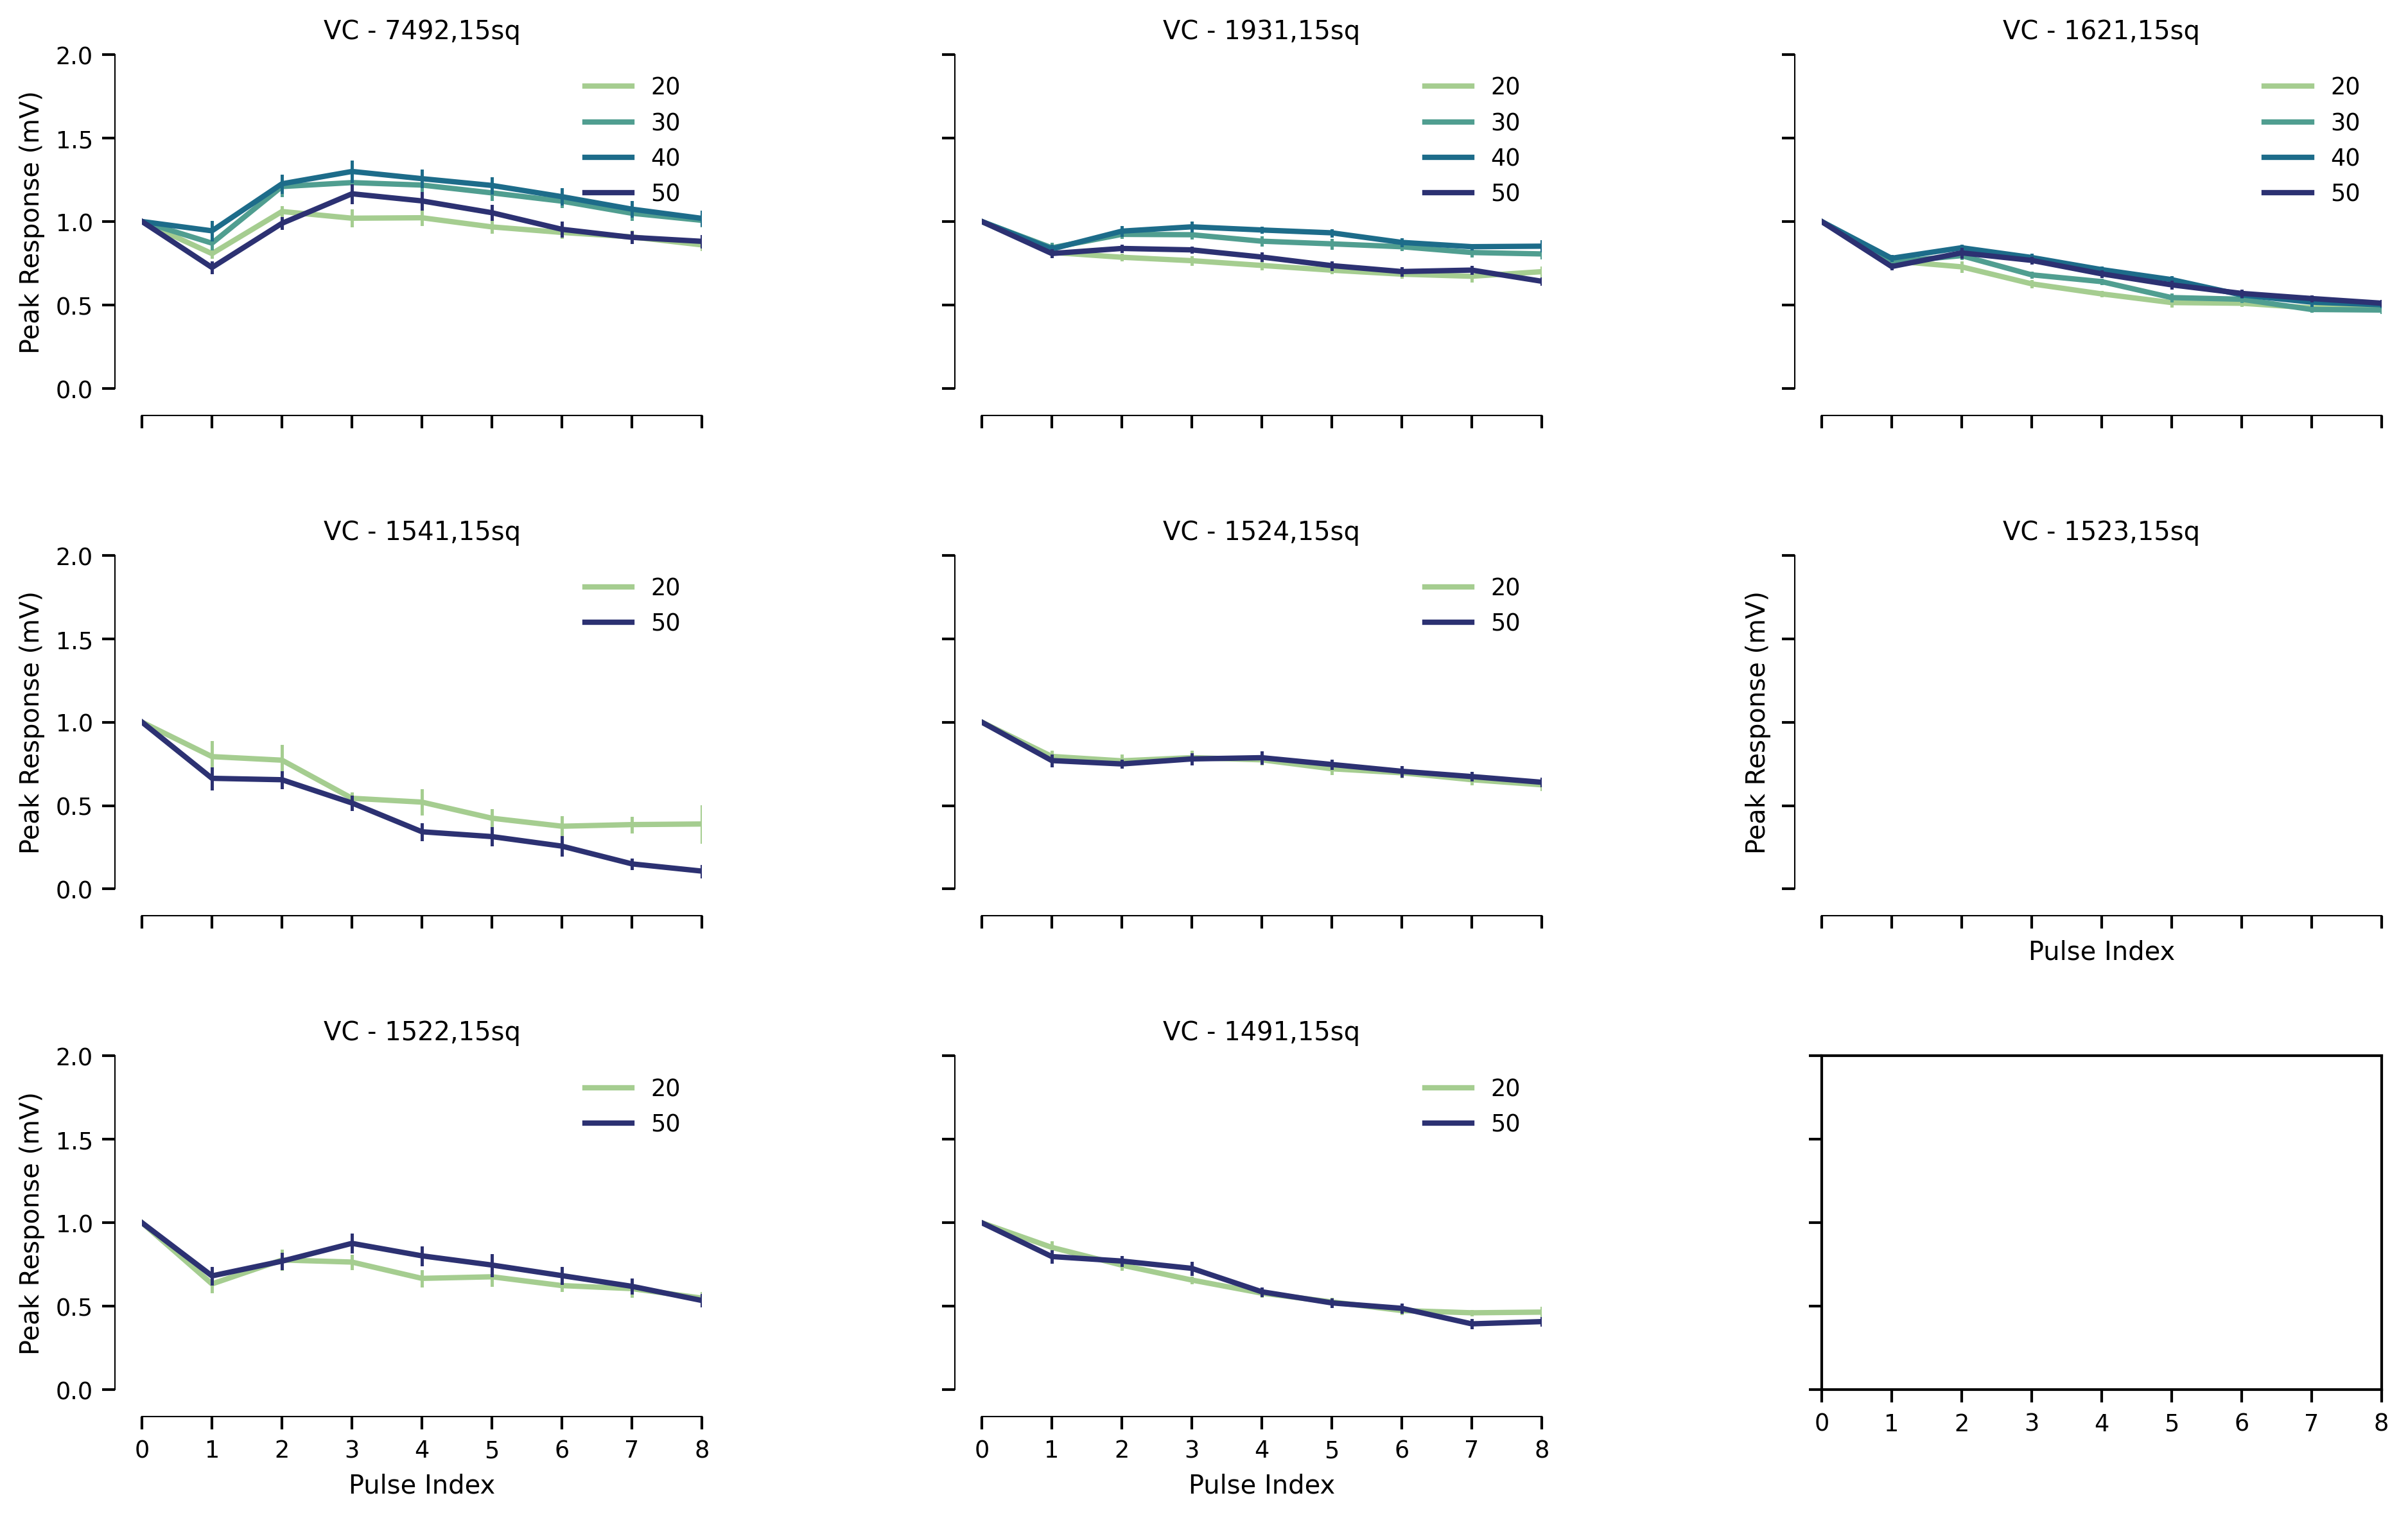 VC - 7492,15sq
Peak Response (mV)
2.0
1.5
1.0
0.5
0.0
20
30
40
50
VC - 1931,15sq
20
30
40
50
VC - 1621,15sq
20
30
40
50
VC - 1541,15sq
Peak Response (mV)
2.0
1.5
1.0
0.5
0.0
20
50
VC - 1524,15sq
20
50
VC - 1523,15sq
Peak Response (mV)
Pulse Index
VC - 1522,15sq
Peak Response (mV)
2.0
1.5
1.0
0.5
0.0
20
50
0 1 2 3 4 5 6 7 8
Pulse Index
VC - 1491,15sq
20
50
0 1 2 3 4 5 6 7 8
Pulse Index
0 1 2 3 4 5 6 7 8